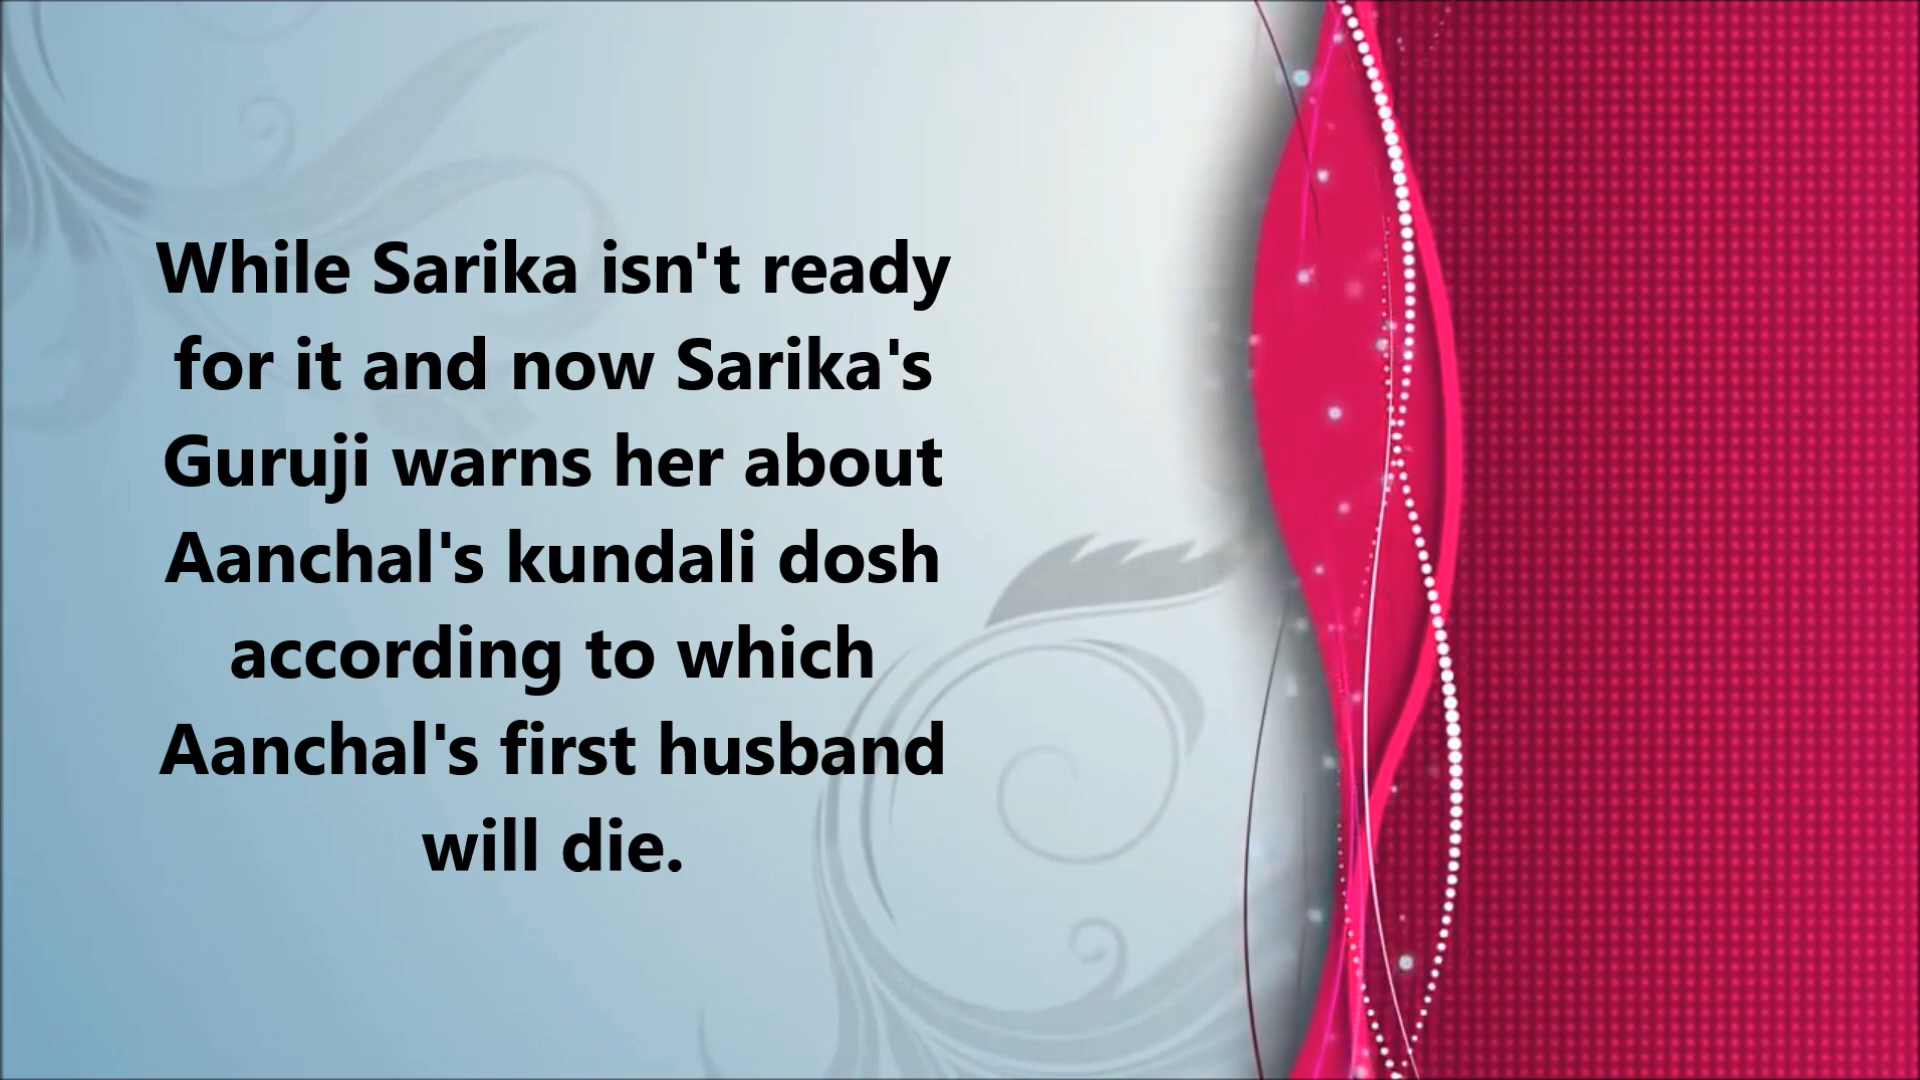 While Sarika isn't ready
for it and now Sarika's
Guruji warns her about
Aanchal's kundali dosh
according to which
Aanchal's first husband
will die.